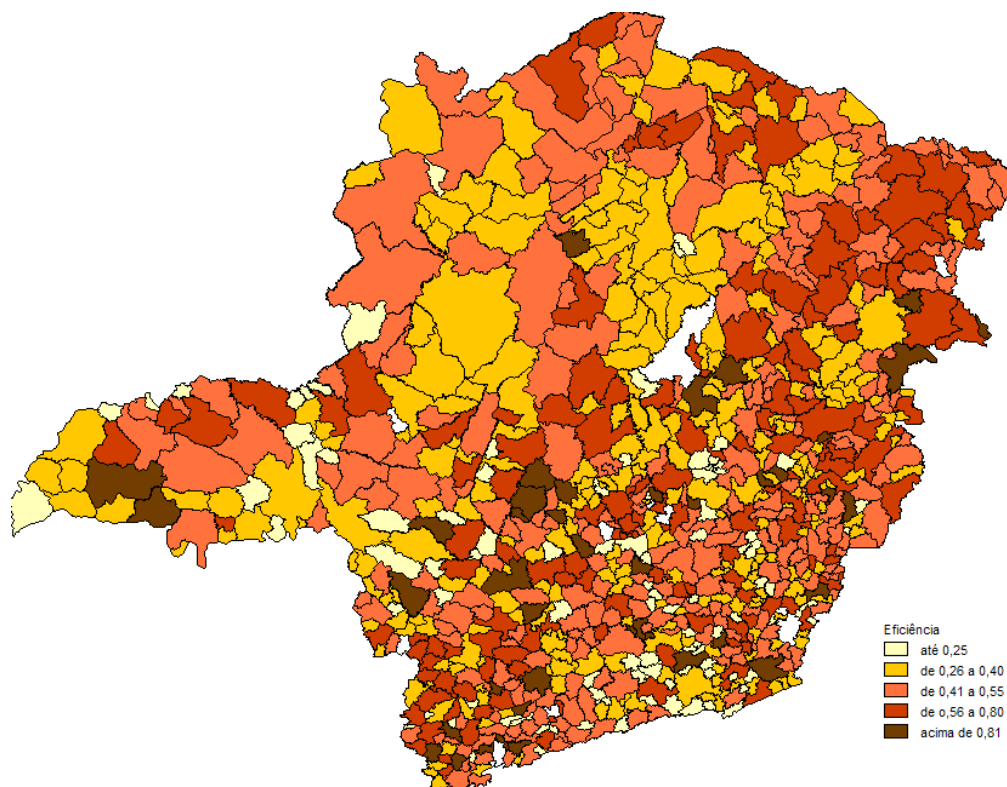 Eficiência
até 0,25
de 0,26 a 0,40
de 0,41 a 0,55
de o,56 a 0,80
acima de 0,81